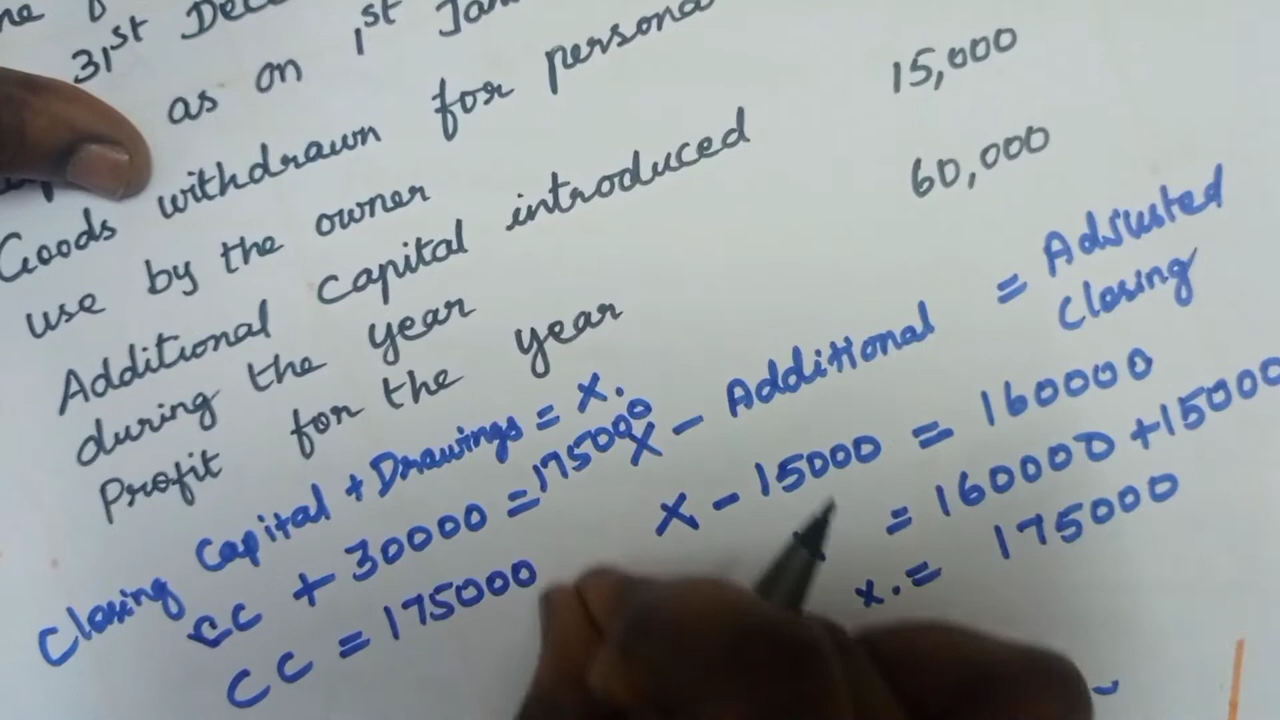 31st Dec
as on 1st Jan
Goods withdrawn for persona 15,000
use by the owner
Additional capital introduced 60,000
during the year
Profit for the year
Closing Capital + Drawings = X.
CC + 30000 = 175000
CC = 175000
X - Additional = Adjusted
Closing
X - 15000 = 160000
= 160000 + 15000
x. = 175000